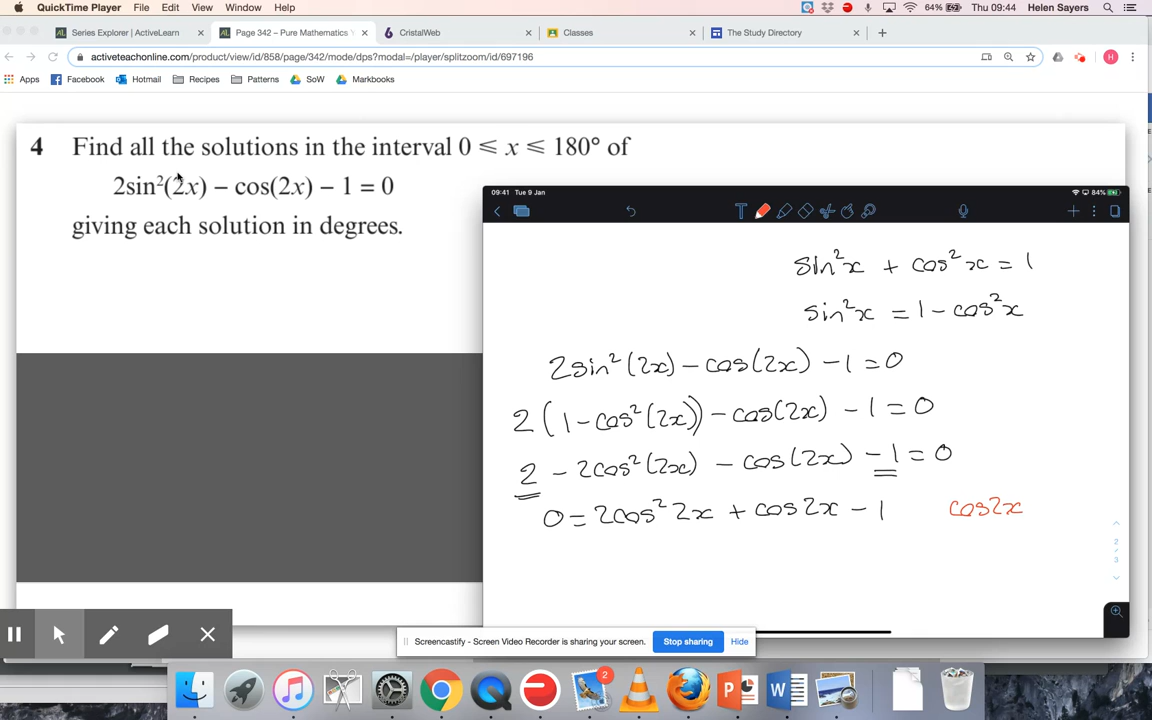 QuickTime Player File Edit View Window Help 64% Thu 09:44 Helen Sayers
Series Explorer | ActiveLearn Page 342 – Pure Mathematics CristalWeb Classes The Study Directory
activeteachonline.com/product/view/id/858/page/342/mode/dps?modal=/player/splitzoom/id/697196 H
Apps Facebook Hotmail Recipes Patterns SoW Markbooks
4 Find all the solutions in the interval 0 ⩽ x ⩽ 180° of
2sin²(2x) – cos(2x) – 1 = 0
giving each solution in degrees.
09:41 Tue 9 Jan 84%
sin²x + cos²x = 1
sin²x = 1 – cos²x
2sin²(2x) – cos(2x) – 1 = 0
2(1 – cos²(2x)) – cos(2x) – 1 = 0
2 – 2cos²(2x) – cos(2x) – 1 = 0
0 = 2cos²2x + cos2x – 1 cos2x
2
3
Screencastify - Screen Video Recorder is sharing your screen. Stop sharing Hide
2